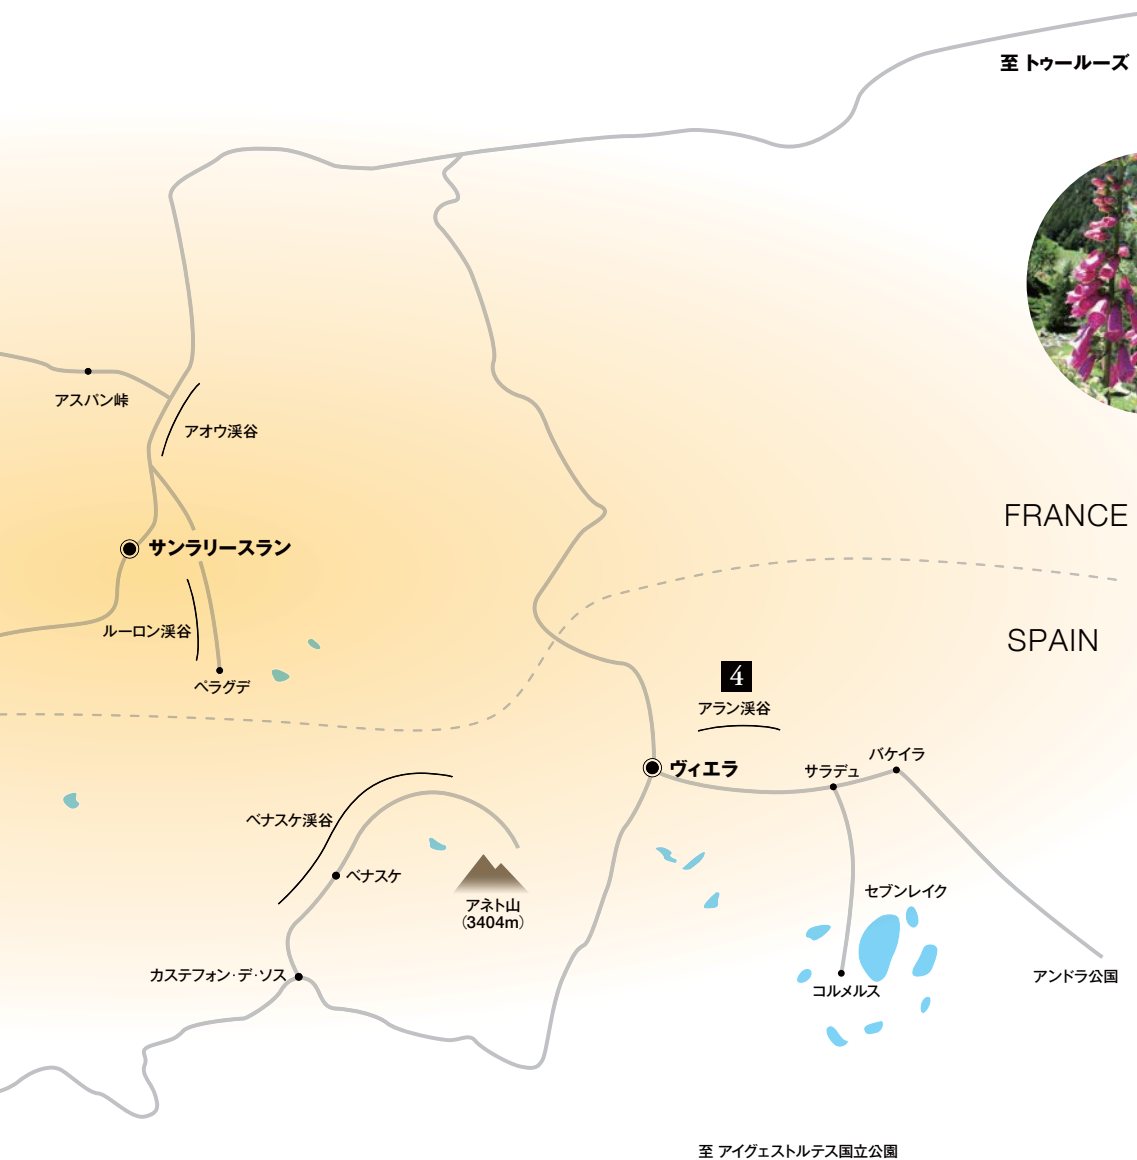 至 トゥールーズ
アスパン峠
アオウ渓谷
FRANCE
サンラリースラン
ルーロン渓谷
SPAIN
ペラグデ
4
アラン渓谷
ヴィエラ
バケイラ
サラデュ
ベナスケ渓谷
ベナスケ
セブンレイク
アネト山
(3404m)
カステフォン・デ・ソス
アンドラ公国
コルメルス
至 アイグェストルテス国立公園